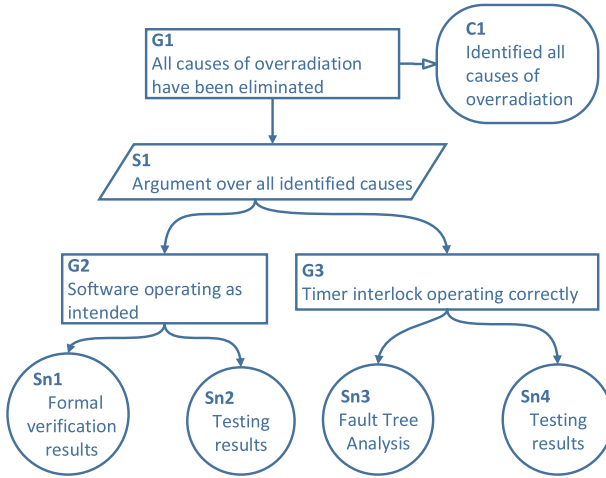 G1
All causes of overradiation
have been eliminated
C1
Identified all
causes of
overradiation
S1
Argument over all identified causes
G2
Software operating as
intended
G3
Timer interlock operating correctly
Sn1
Formal
verification
results
Sn2
Testing
results
Sn3
Fault Tree
Analysis
Sn4
Testing
results